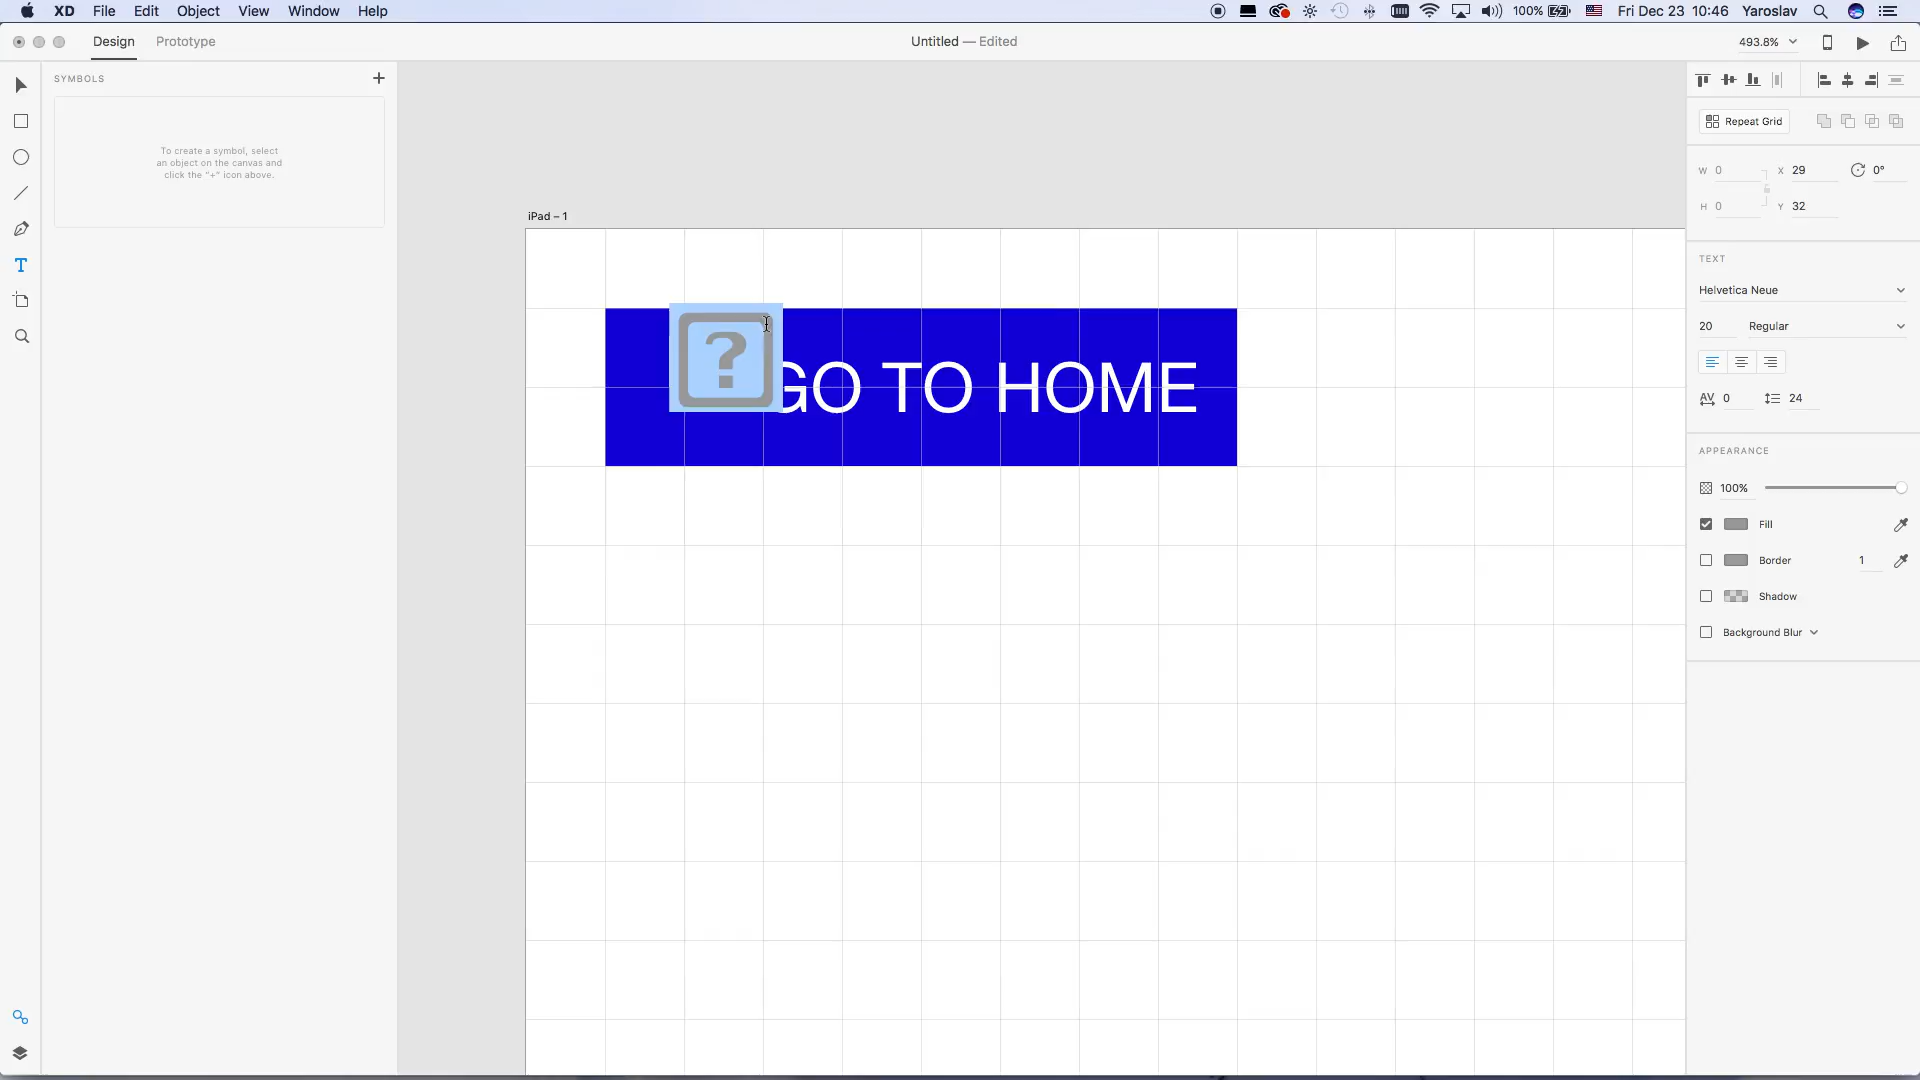 XD File Edit Object View Window Help
100% Fri Dec 23 10:46 Yaroslav
Design Prototype
Untitled — Edited
493.8%
SYMBOLS +
To create a symbol, select
an object on the canvas and
click the "+" icon above.
iPad – 1
?
GO TO HOME
Repeat Grid
W 0 X 29 0°
H 0 Y 32
TEXT
Helvetica Neue
20 Regular
AV 0 24
APPEARANCE
100%
Fill
Border 1
Shadow
Background Blur